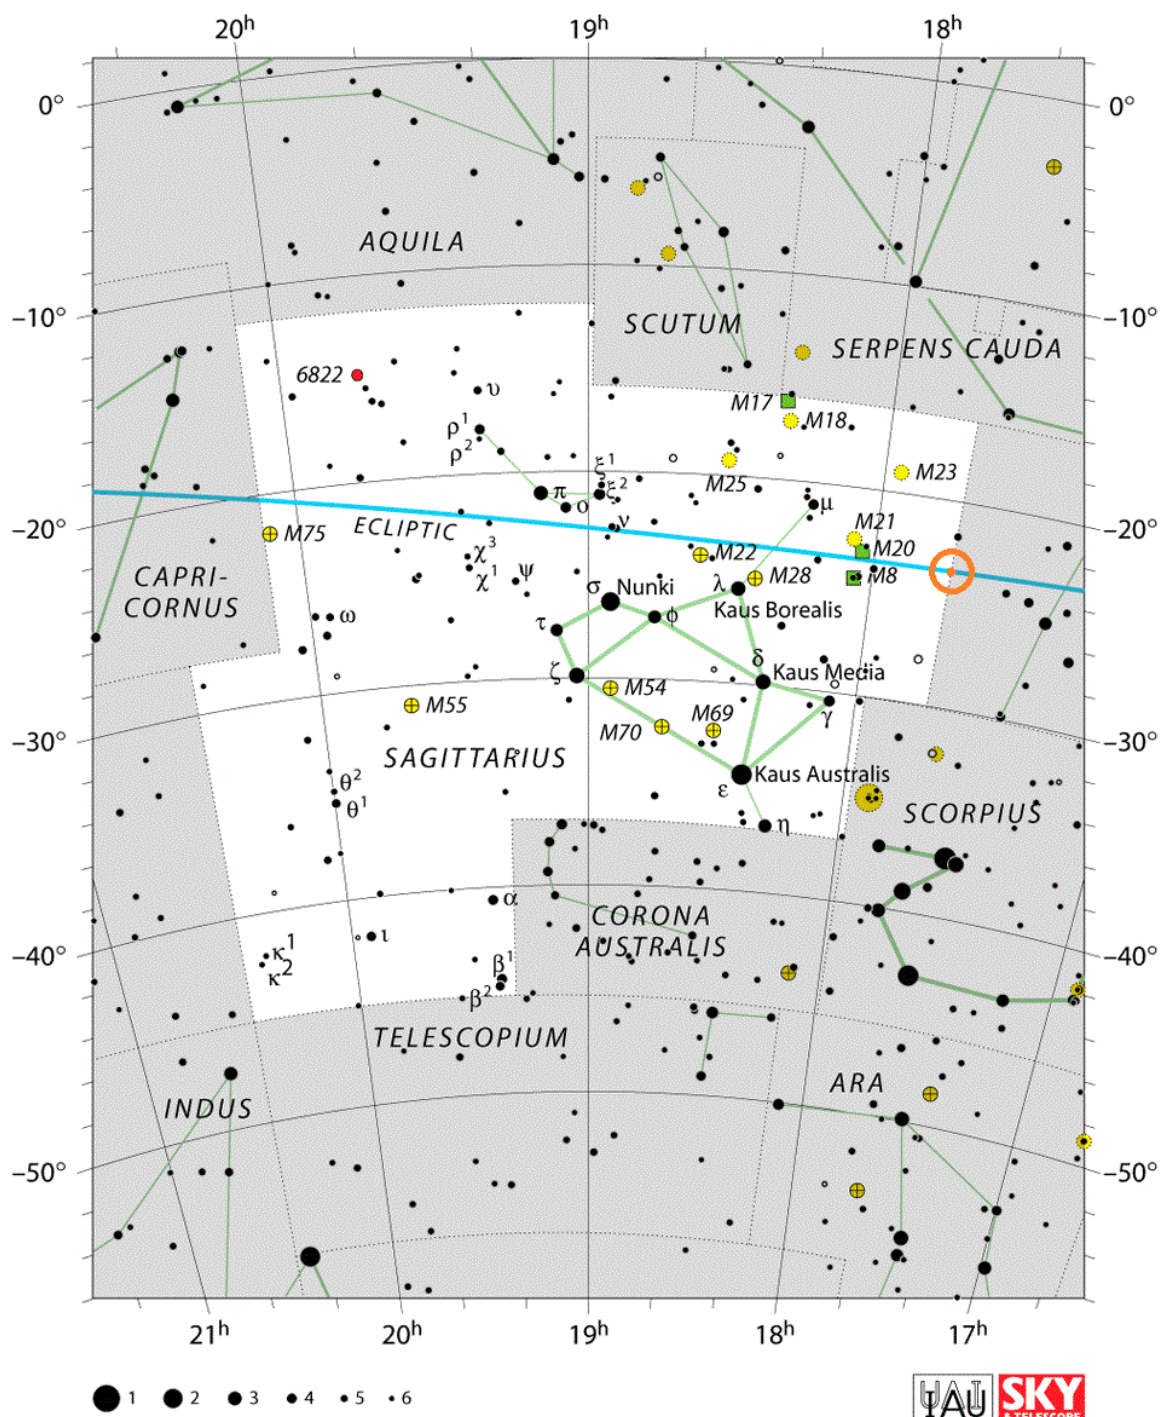 20h 19h 18h
0° 0°
AQUILA
–10° –10°
SCUTUM
SERPENS CAUDA
6822
υ
M17
M18
ρ1
ρ2
ξ1
M25
M23
π ο ξ2
μ
–20° –20°
ECLIPTIC
ν
M21
M75
χ3
M22
M20
CAPRI-
CORNUS
χ1 ψ
σ Nunki
λ
M28
M8
Kaus Borealis
ω
τ
φ
ζ
δ
Kaus Media
M54
M55
M70
M69
γ
–30° –30°
SAGITTARIUS
θ2
θ1
Kaus Australis
ε
SCORPIUS
η
α
CORONA
AUSTRALIS
ι
κ1
κ2
–40° –40°
β1
β2
TELESCOPIUM
INDUS
ARA
–50° –50°
21h 20h 19h 18h 17h
1 2 3 4 5 6
IAU
SKY
& TELESCOPE